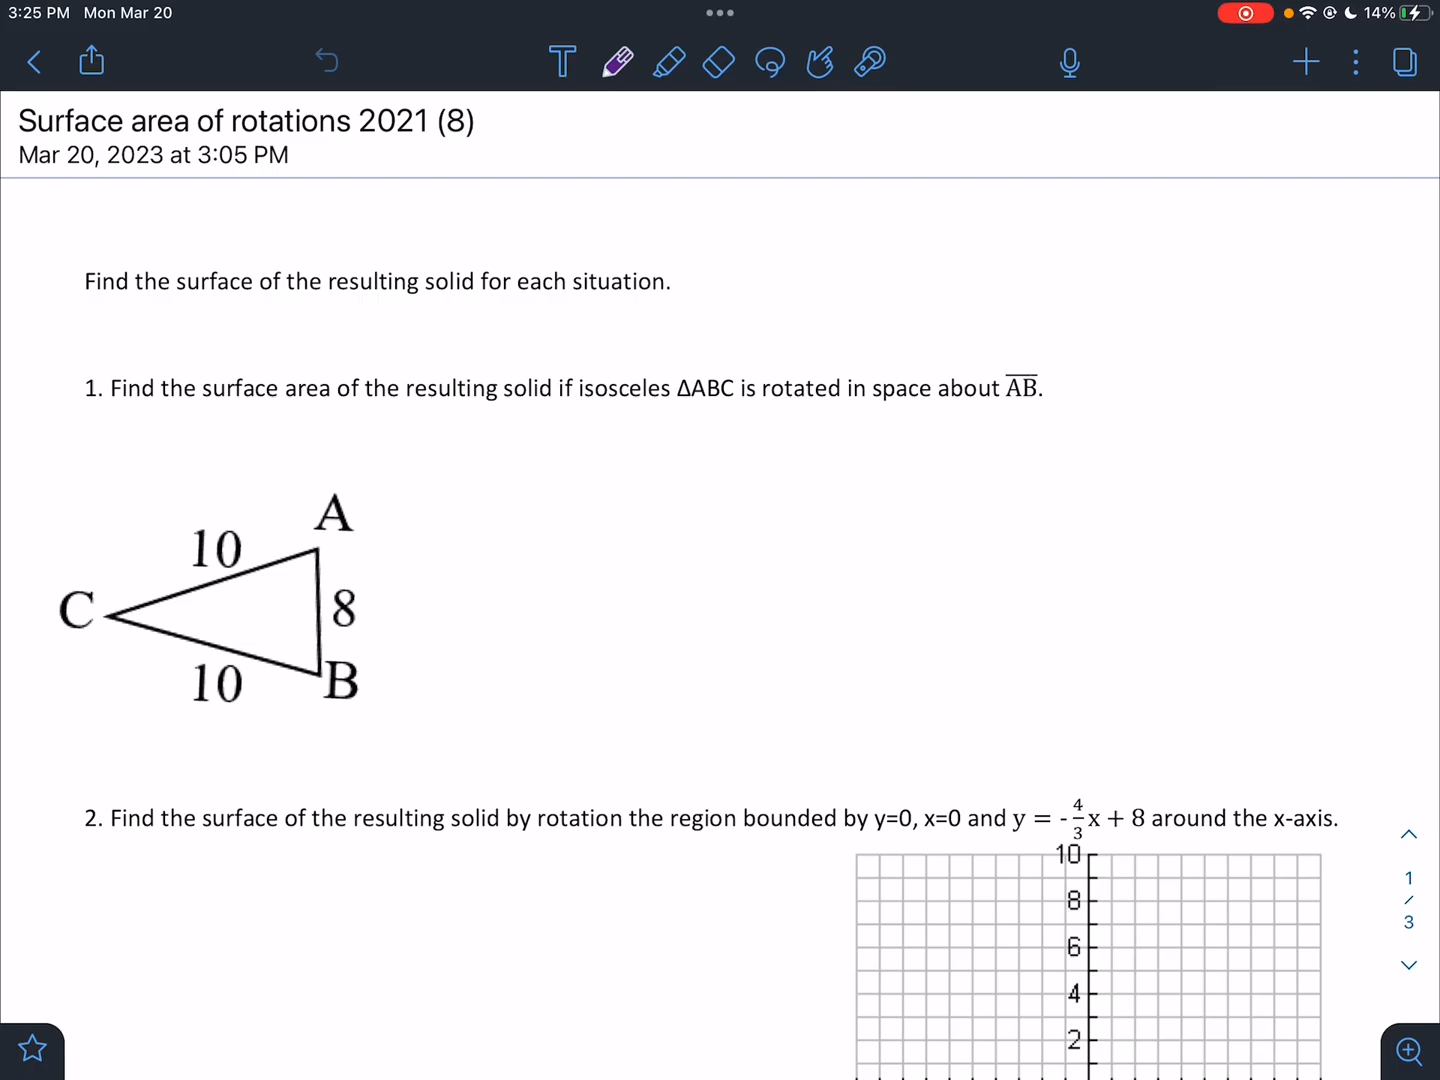 3:25 PM Mon Mar 20
14%
Surface area of rotations 2021 (8)
Mar 20, 2023 at 3:05 PM
Find the surface of the resulting solid for each situation.
1. Find the surface area of the resulting solid if isosceles ΔABC is rotated in space about A̅B̅.
A
10
C
8
10
B
2. Find the surface of the resulting solid by rotation the region bounded by y=0, x=0 and y = -4/3x + 8 around the x-axis.
10
8
6
4
2
1
/
3